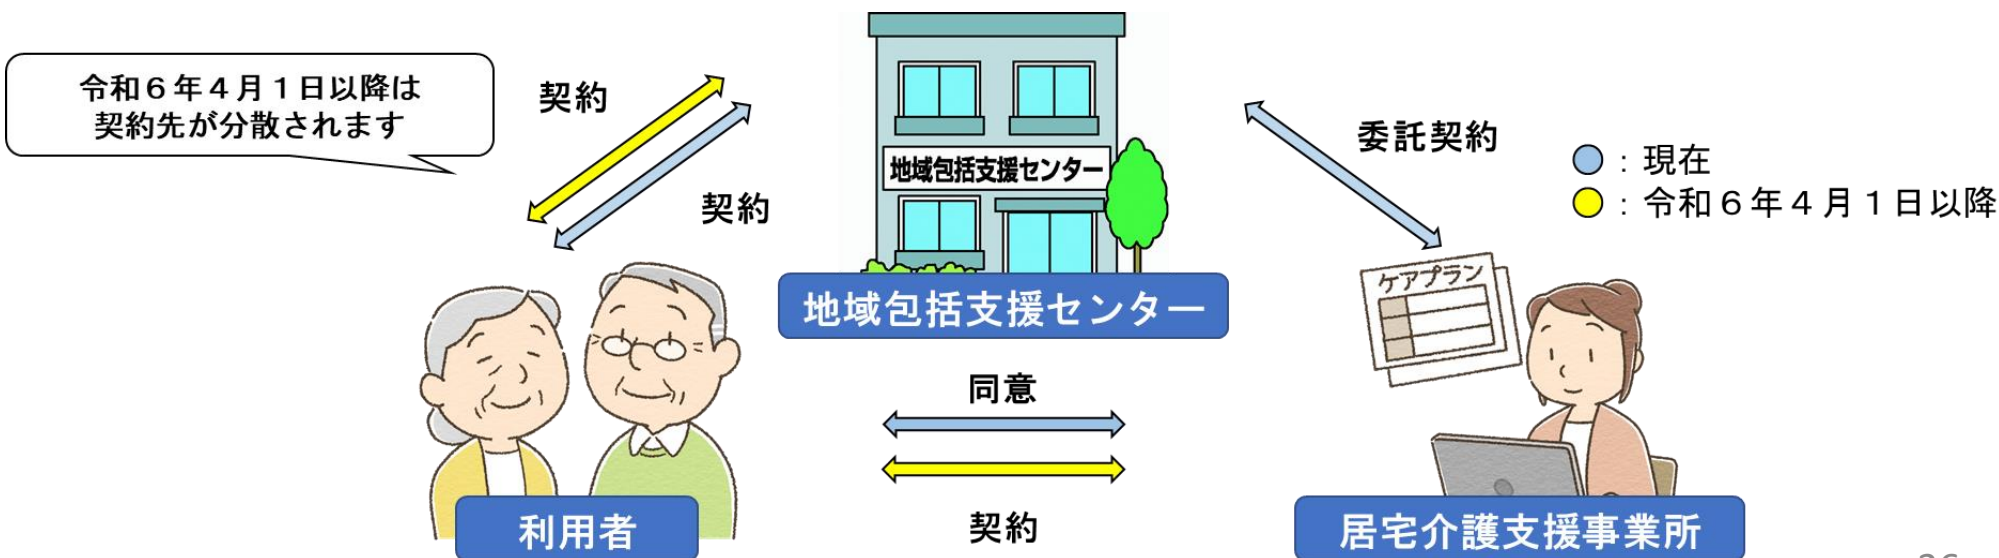 令和６年４月１日以降は
契約先が分散されます
契約
契約
地域包括支援センター
委託契約
：現在
：令和６年４月１日以降
ケアプラン
地域包括支援センター
同意
契約
利用者
居宅介護支援事業所